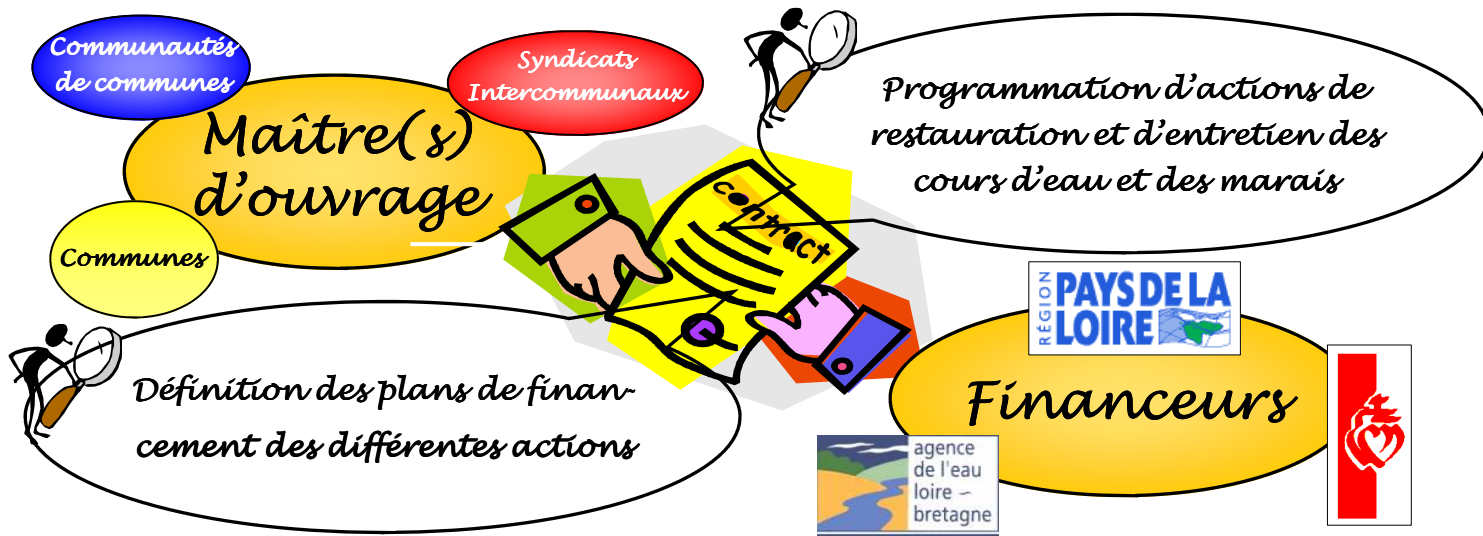 Communautés
de communes
Syndicats
Intercommunaux
Maître(s)
d'ouvrage
Communes
contract
Programmation d'actions de
restauration et d'entretien des
cours d'eau et des marais
Définition des plans de finan-
cement des différentes actions
RÉGION
PAYS DE LA
LOIRE
Financeurs
agence
de l'eau
loire ~
bretagne